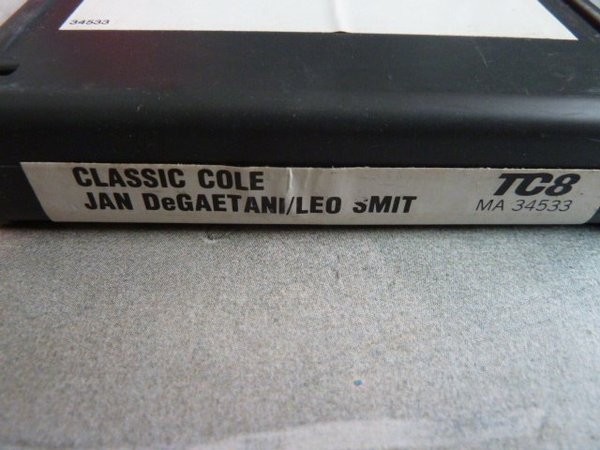 34533
CLASSIC COLE
JAN DeGAETANI/LEO SMIT
TC8
MA 34533